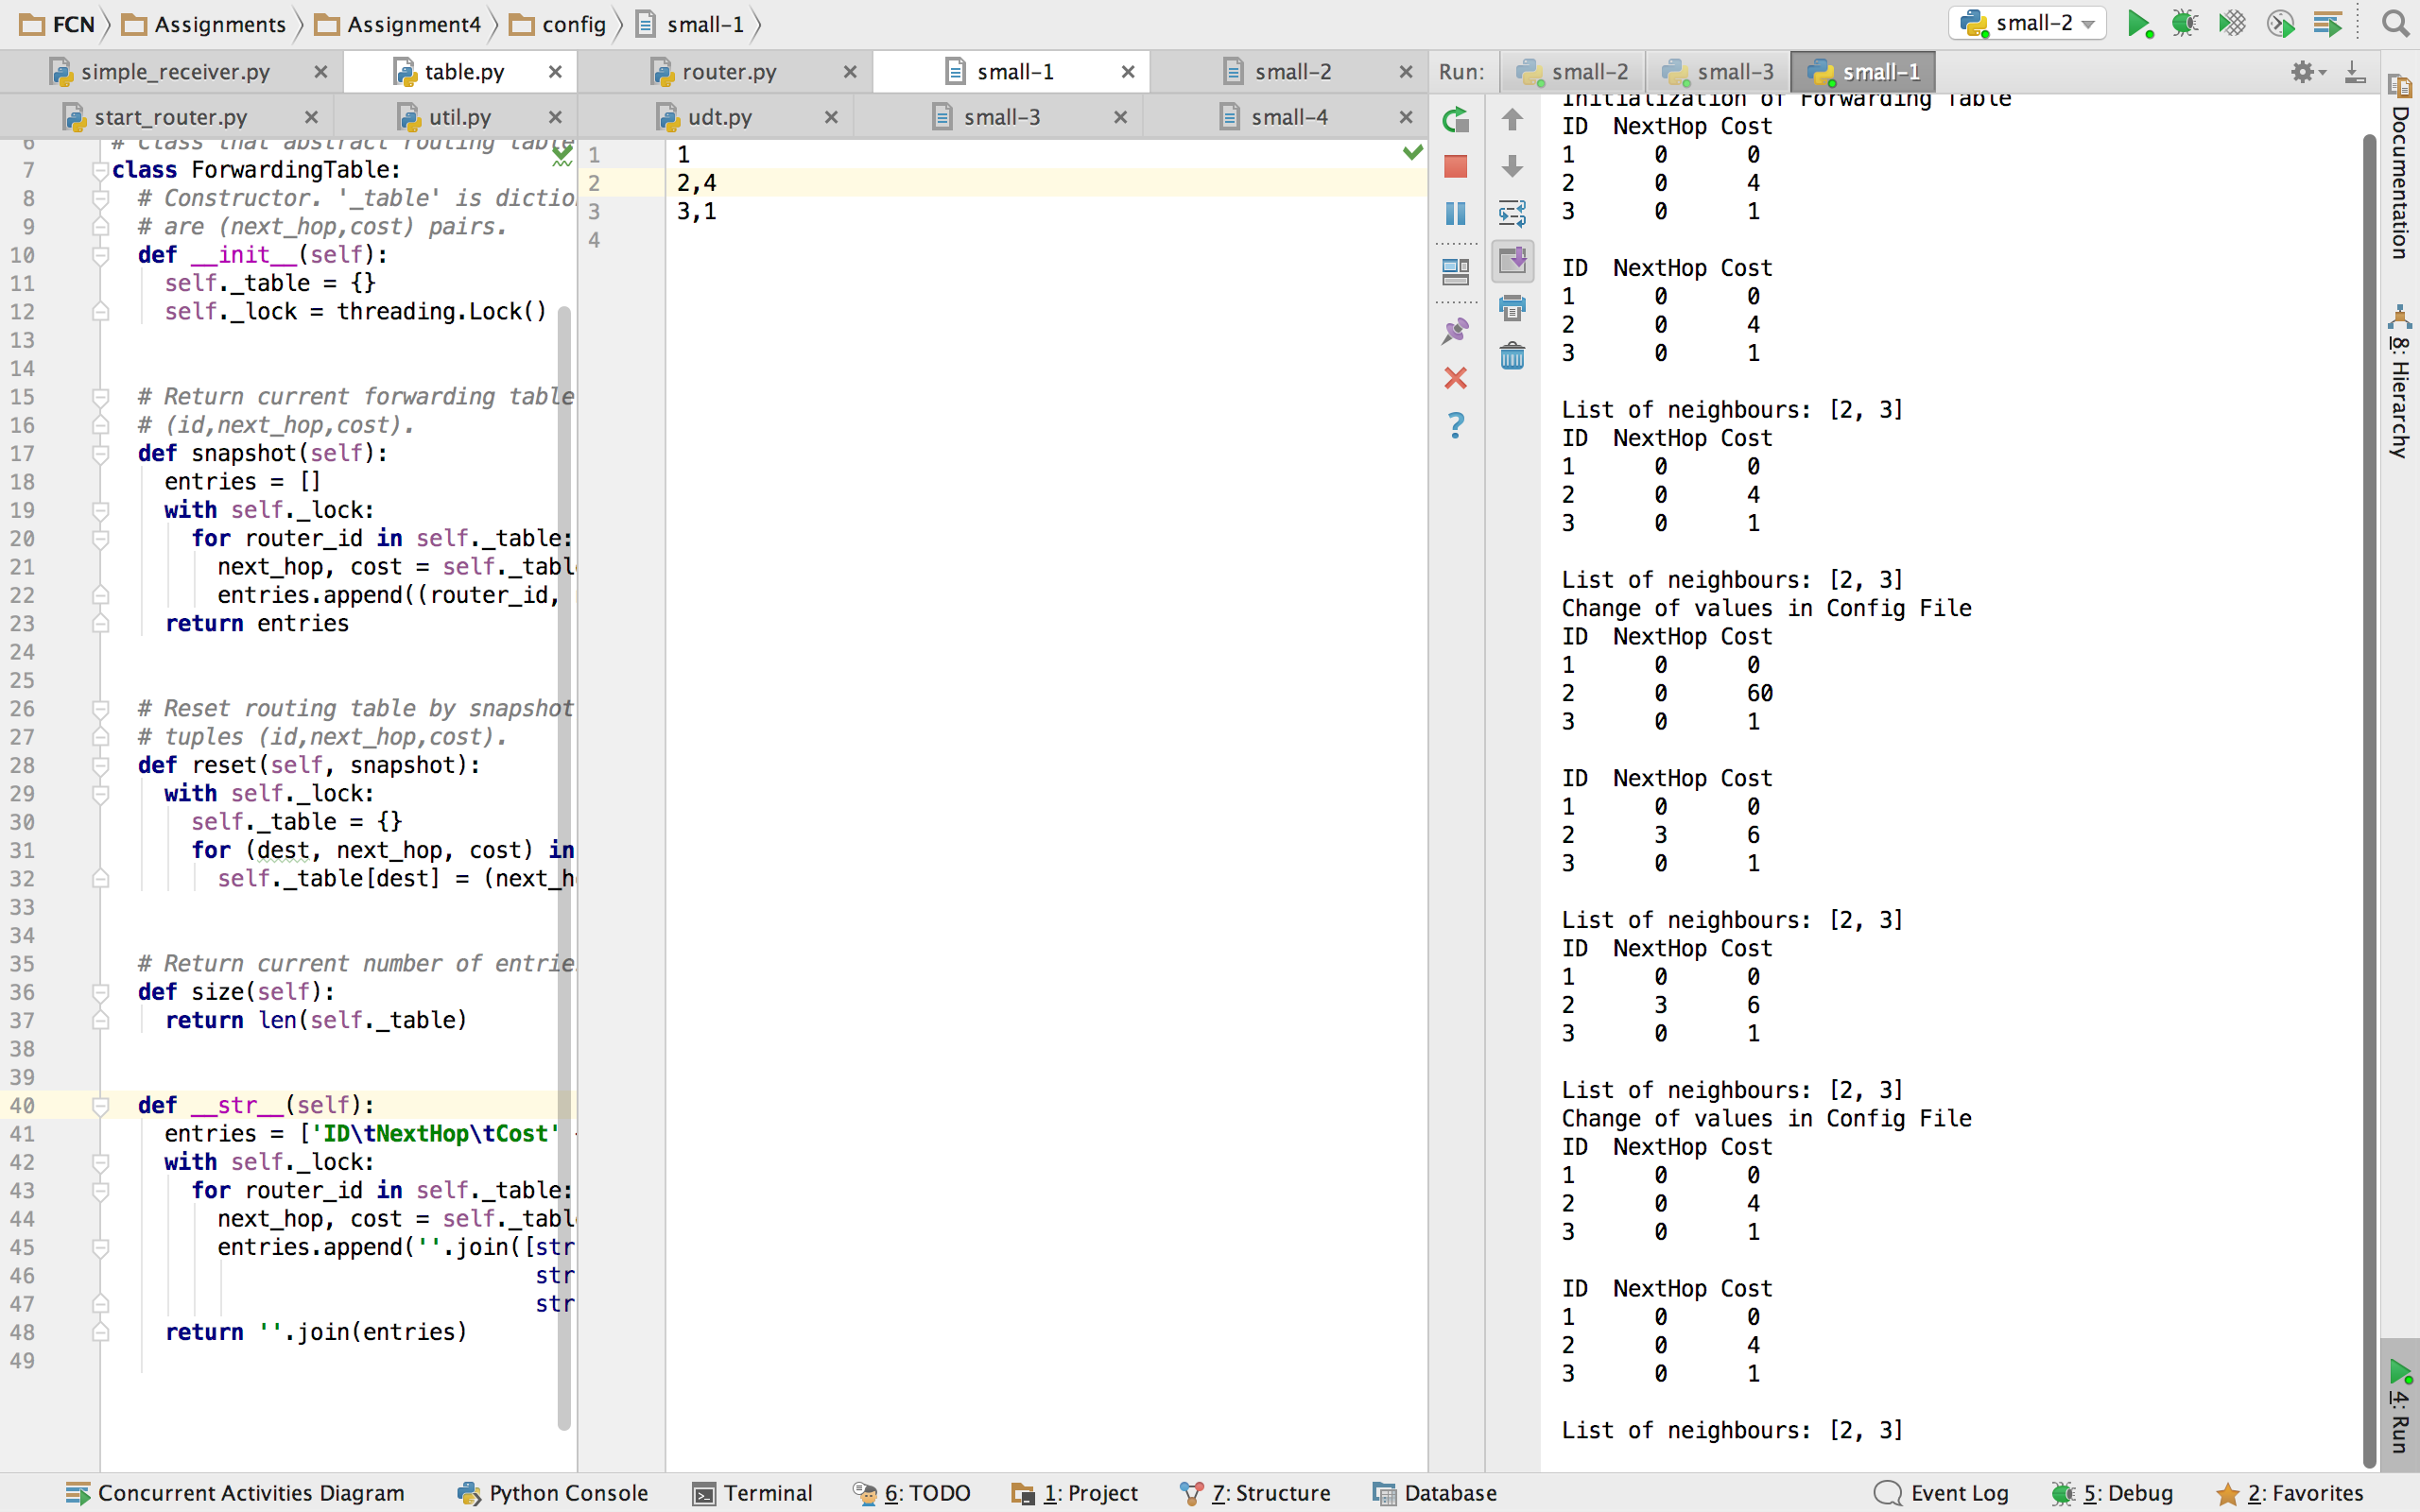 FCN Assignments Assignment4 config small-1
small-2
simple_receiver.py table.py router.py small-1 small-2
start_router.py util.py udt.py small-3 small-4
Run: small-2 small-3 small-1
6 # Class that abstract routing table
7 class ForwardingTable:
8 # Constructor. '_table' is dictio
9 # are (next_hop,cost) pairs.
10 def __init__(self):
11 self._table = {}
12 self._lock = threading.Lock()
13
14
15 # Return current forwarding table
16 # (id,next_hop,cost).
17 def snapshot(self):
18 entries = []
19 with self._lock:
20 for router_id in self._table:
21 next_hop, cost = self._tabl
22 entries.append((router_id,
23 return entries
24
25
26 # Reset routing table by snapshot
27 # tuples (id,next_hop,cost).
28 def reset(self, snapshot):
29 with self._lock:
30 self._table = {}
31 for (dest, next_hop, cost) in
32 self._table[dest] = (next_h
33
34
35 # Return current number of entrie
36 def size(self):
37 return len(self._table)
38
39
40 def __str__(self):
41 entries = ['ID\tNextHop\tCost'
42 with self._lock:
43 for router_id in self._table:
44 next_hop, cost = self._tabl
45 entries.append(''.join([str
46 str
47 str
48 return ''.join(entries)
49
1 1
2 2,4
3 3,1
4
Initialization of Forwarding Table
ID NextHop Cost
1 0 0
2 0 4
3 0 1
ID NextHop Cost
1 0 0
2 0 4
3 0 1
List of neighbours: [2, 3]
ID NextHop Cost
1 0 0
2 0 4
3 0 1
List of neighbours: [2, 3]
Change of values in Config File
ID NextHop Cost
1 0 0
2 0 60
3 0 1
ID NextHop Cost
1 0 0
2 3 6
3 0 1
List of neighbours: [2, 3]
ID NextHop Cost
1 0 0
2 3 6
3 0 1
List of neighbours: [2, 3]
Change of values in Config File
ID NextHop Cost
1 0 0
2 0 4
3 0 1
ID NextHop Cost
1 0 0
2 0 4
3 0 1
List of neighbours: [2, 3]
Documentation
8: Hierarchy
4: Run
Concurrent Activities Diagram Python Console Terminal 6: TODO 1: Project 7: Structure Database Event Log 5: Debug 2: Favorites